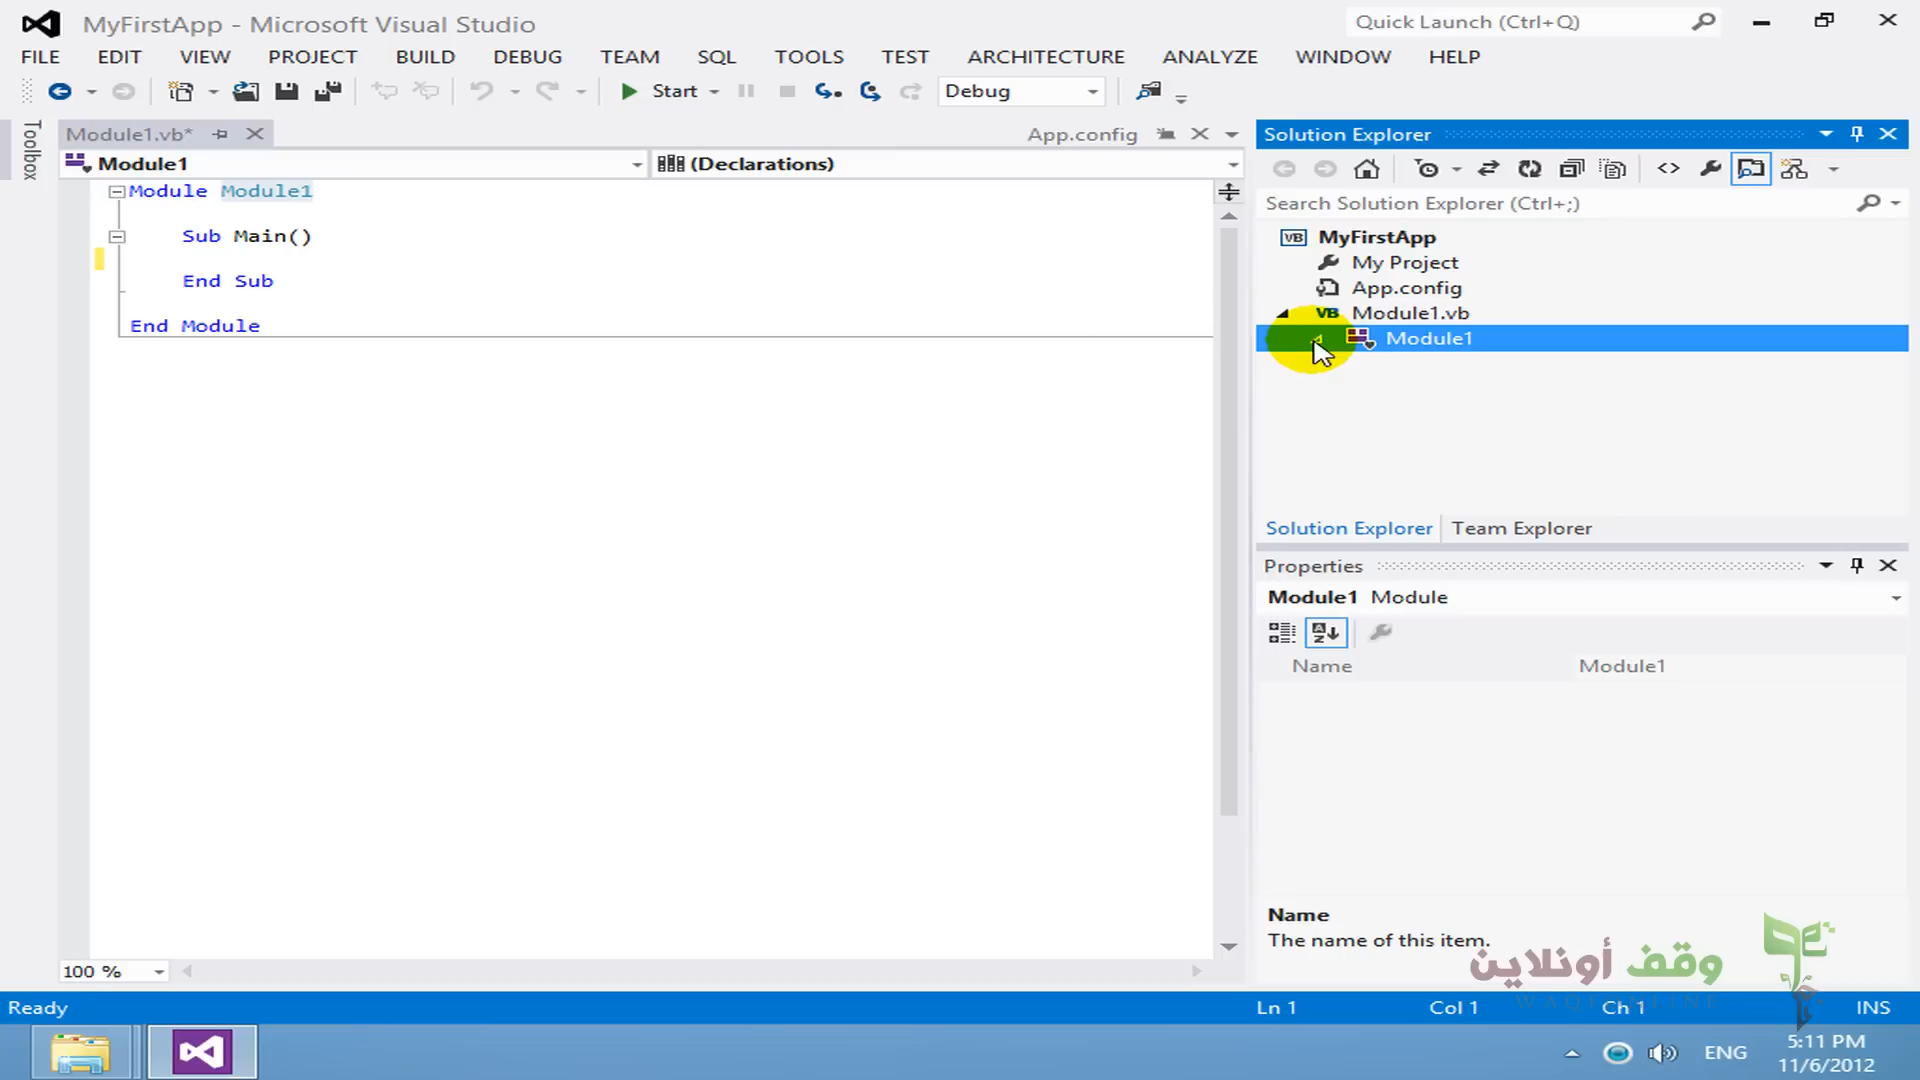 MyFirstApp - Microsoft Visual Studio
Quick Launch (Ctrl+Q)
FILE EDIT VIEW PROJECT BUILD DEBUG TEAM SQL TOOLS TEST ARCHITECTURE ANALYZE WINDOW HELP
Start Debug
Toolbox
Module1.vb* App.config
Module1 (Declarations)
Module Module1
Sub Main()
End Sub
End Module
100 %
Solution Explorer
Search Solution Explorer (Ctrl+;)
VB MyFirstApp
My Project
App.config
VB Module1.vb
Module1
Solution Explorer Team Explorer
Properties
Module1 Module
Name Module1
Name
The name of this item.
وقف أونلاين
WAQF ONLINE
Ready Ln 1 Col 1 Ch 1 INS
ENG
5:11 PM
11/6/2012